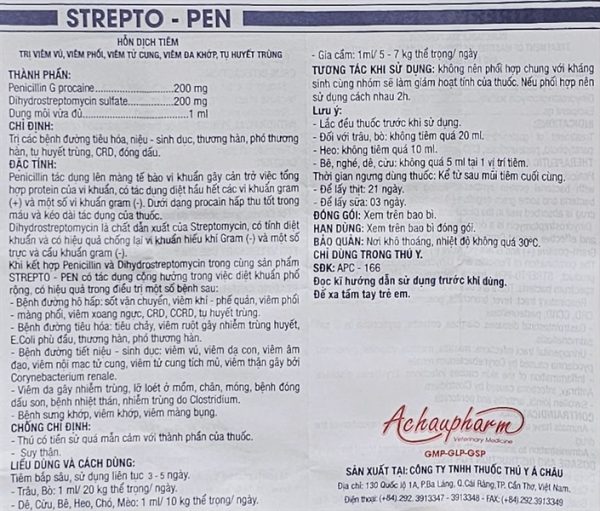 STREPTO - PEN
HỖN DỊCH TIÊM
TRỊ VIÊM VÚ, VIÊM PHỔI, VIÊM TỬ CUNG, VIÊM ĐA KHỚP, TỤ HUYẾT TRÙNG
THÀNH PHẦN:
Penicillin G procaine..............................200 mg
Dihydrostreptomycin sulfate....................200 mg
Dung môi vừa đủ.......................................1 ml
CHỈ ĐỊNH:
Trị các bệnh đường tiêu hóa, niệu - sinh dục, thương hàn, phó thương
hàn, tụ huyết trùng, CRD, đóng dấu.
ĐẶC TÍNH:
Penicillin tác dụng lên màng tế bào vi khuẩn gây cản trở việc tổng
hợp protein của vi khuẩn, có tác dụng diệt hầu hết các vi khuẩn gram
(+) và một số vi khuẩn gram (-). Dưới dạng procain hấp thu tốt trong
máu và kéo dài tác dụng của thuốc.
Dihydrostreptomycin là chất dẫn xuất của Streptomycin, có tính diệt
khuẩn và có hiệu quả chống lại vi khuẩn hiếu khí Gram (-) và một số
trực và cầu khuẩn gram (-).
Khi kết hợp Penicillin và Dihydrostreptomycin trong cùng sản phẩm
STREPTO - PEN có tác dụng cộng hưởng trong việc diệt khuẩn phổ
rộng, có hiệu quả trong điều trị một số bệnh sau:
- Bệnh đường hô hấp: sốt vận chuyển, viêm khí - phế quản, viêm phổi
- màng phổi, viêm xoang ngực, CRD, CCRD, tụ huyết trùng.
- Bệnh đường tiêu hóa: tiêu chảy, viêm ruột gây nhiễm trùng huyết,
E.Coli phù đầu, thương hàn, phó thương hàn.
- Bệnh đường tiết niệu - sinh dục: viêm vú, viêm dạ con, viêm âm
đạo, viêm nội mạc tử cung, viêm tử cung tích mủ, viêm thận gây bởi
Corynebacterium renale.
- Viêm da gây nhiễm trùng, lở loét ở mồm, chân, móng, bệnh đóng
dấu son, bệnh nhiệt thán, nhiễm trùng do Clostridium.
- Bệnh sưng khớp, viêm khớp, viêm màng bụng.
CHỐNG CHỈ ĐỊNH:
- Thú có tiền sử quá mẫn cảm với thành phần của thuốc.
- Suy thận.
LIỀU DÙNG VÀ CÁCH DÙNG:
Tiêm bắp sâu, sử dụng liên tục 3-5 ngày.
- Trâu, Bò: 1 ml/ 20 kg thể trọng/ ngày.
- Dê, Cừu, Bê, Heo, Chó, Mèo: 1 ml/ 10 kg thể trọng/ ngày.
- Gia cầm: 1ml/ 5 - 7 kg thể trọng/ ngày
TƯƠNG TÁC KHI SỬ DỤNG: không nên phối hợp chung với kháng
sinh cùng nhóm sẽ làm giảm hoạt tính của thuốc. Nếu phối hợp nên
sử dụng cách nhau 2h.
Lưu ý:
- Lắc đều thuốc trước khi sử dụng.
- Đối với trâu, bò: không tiêm quá 20 ml.
- Heo: không tiêm quá 10 ml.
- Bê, nghé, dê, cừu: không quá 5 ml tại 1 vị trí tiêm.
Thời gian ngưng dùng thuốc: Kể từ sau mũi tiêm cuối cùng.
- Để lấy thịt: 21 ngày.
- Để lấy sữa: 03 ngày.
ĐÓNG GÓI: Xem trên bao bì.
HẠN DÙNG: Xem trên bao bì đóng gói.
BẢO QUẢN: Nơi khô thoáng, nhiệt độ không quá 30ºC.
CHỈ DÙNG TRONG THÚ Y.
SĐK: APC - 166
Đọc kĩ hướng dẫn sử dụng trước khi dùng.
Để xa tầm tay trẻ em.
Achaupharm
Veterinary Medicine
GMP-GLP-GSP
SẢN XUẤT TẠI: CÔNG TY TNHH THUỐC THÚ Y Á CHÂU
Địa chỉ: 130 Quốc lộ 1A, P.Ba Láng, Q.Cái Răng,TP. Cần Thơ, Việt Nam.
Điện thoại: (+84).292. 3913347 - 3913348 - FAX: (+84).2923.913349